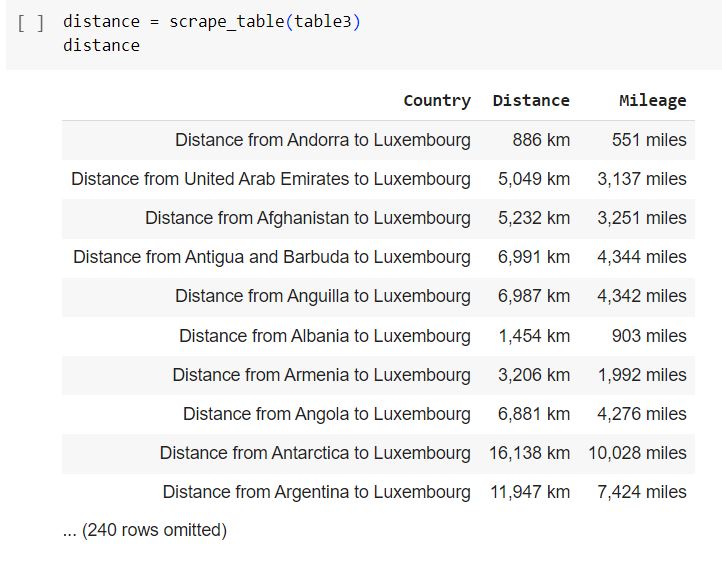 [ ] distance = scrape_table(table3)
distance
Country Distance Mileage
Distance from Andorra to Luxembourg 886 km 551 miles
Distance from United Arab Emirates to Luxembourg 5,049 km 3,137 miles
Distance from Afghanistan to Luxembourg 5,232 km 3,251 miles
Distance from Antigua and Barbuda to Luxembourg 6,991 km 4,344 miles
Distance from Anguilla to Luxembourg 6,987 km 4,342 miles
Distance from Albania to Luxembourg 1,454 km 903 miles
Distance from Armenia to Luxembourg 3,206 km 1,992 miles
Distance from Angola to Luxembourg 6,881 km 4,276 miles
Distance from Antarctica to Luxembourg 16,138 km 10,028 miles
Distance from Argentina to Luxembourg 11,947 km 7,424 miles
... (240 rows omitted)